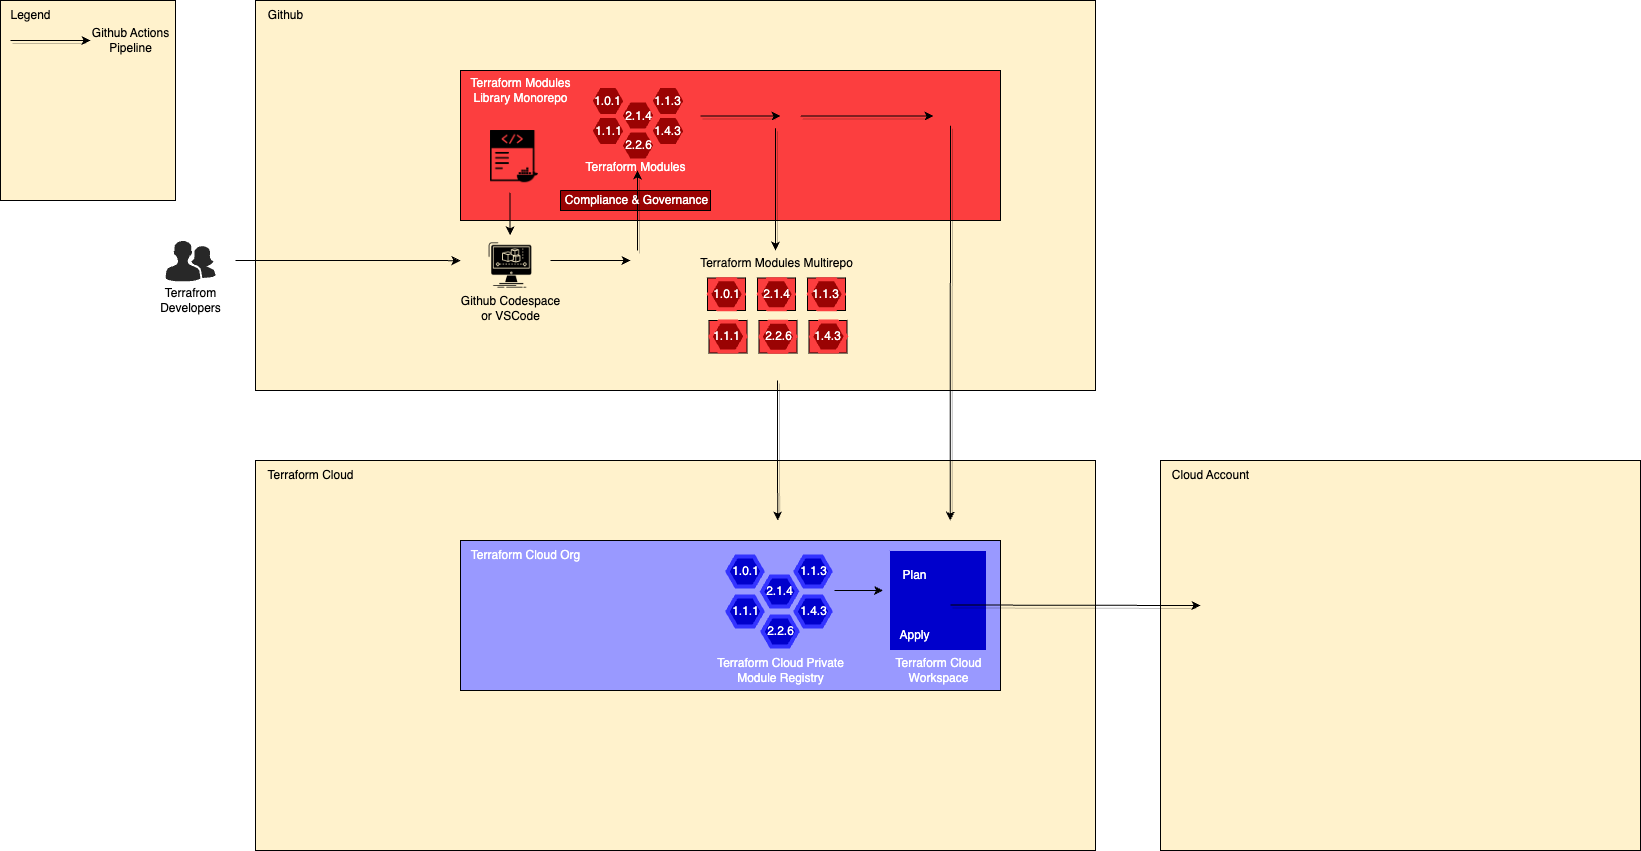 Legend
Github Actions
Pipeline
Github
Terraform Modules
Library Monorepo
</>
1.0.1
1.1.3
2.1.4
1.1.1
1.4.3
2.2.6
Terraform Modules
Compliance & Governance
Terrafrom
Developers
Github Codespace
or VSCode
Terraform Modules Multirepo
1.0.1
2.1.4
1.1.3
1.1.1
2.2.6
1.4.3
Terraform Cloud
Terraform Cloud Org
1.0.1
1.1.3
2.1.4
1.1.1
1.4.3
2.2.6
Terraform Cloud Private
Module Registry
Plan
Apply
Terraform Cloud
Workspace
Cloud Account